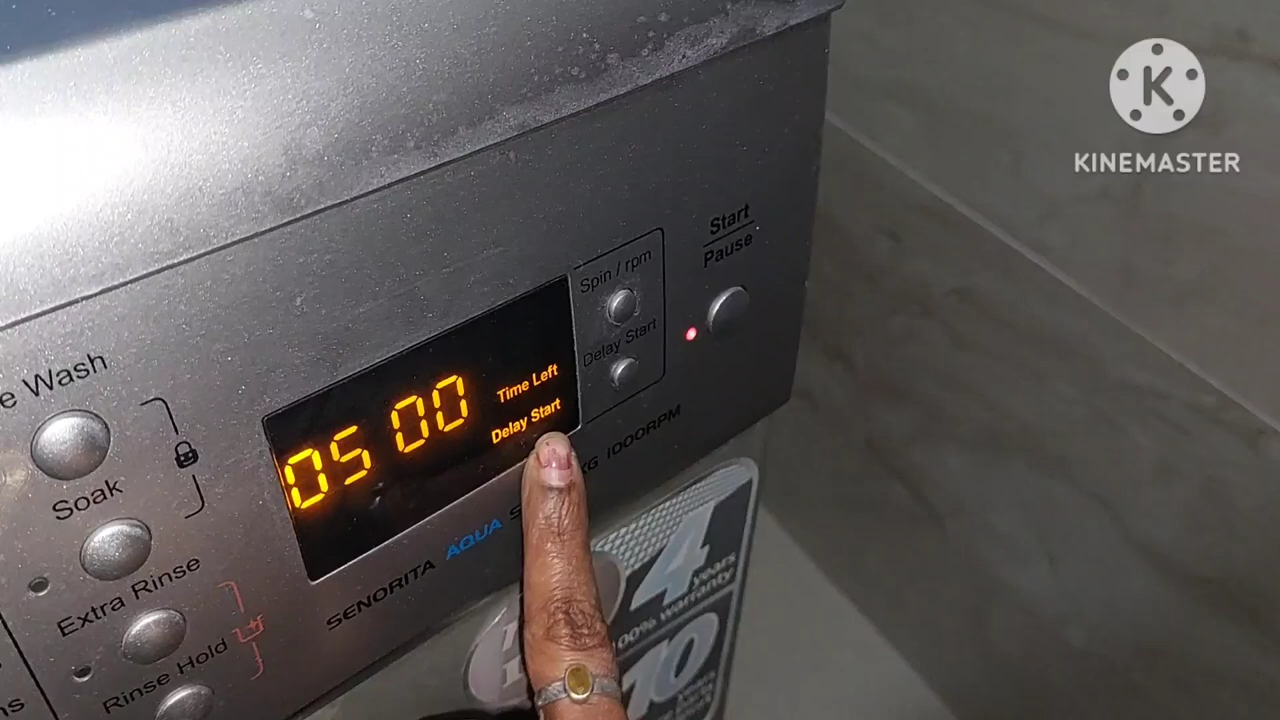 K
KINEMASTER
Start
Pause
Spin / rpm
Delay Start
Time Left
Delay Start
05 00
e Wash
Soak
Extra Rinse
Rinse Hold
SENORITA AQUA S
KG 1000RPM
4 years
100% warranty
10